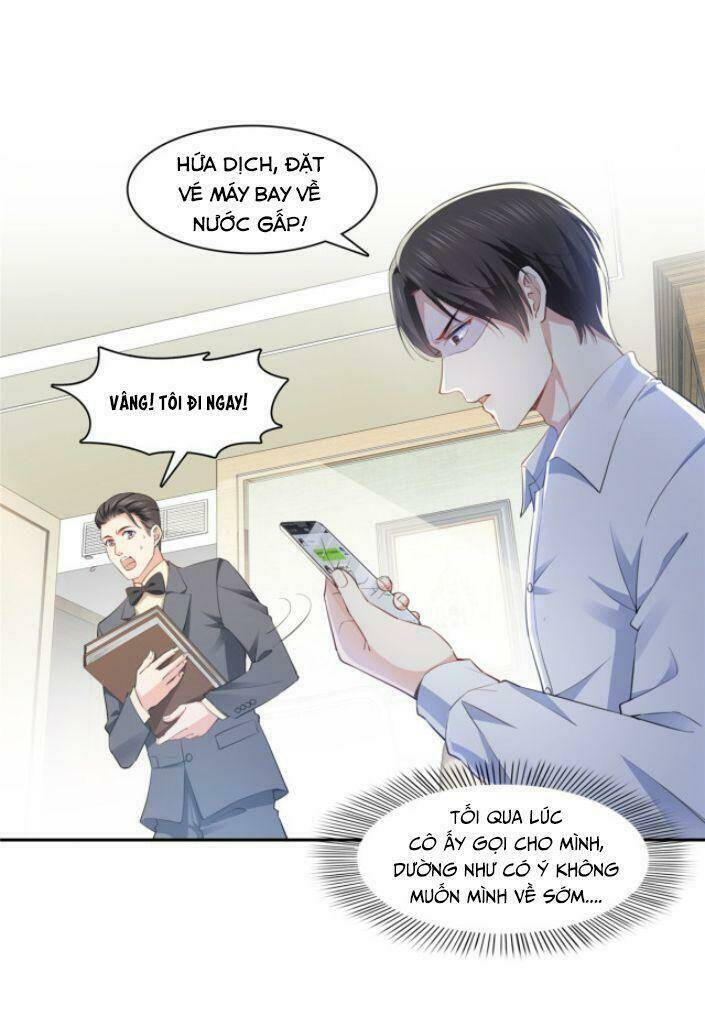 HỨA DỊCH, ĐẶT
VÉ MÁY BAY VỀ
NƯỚC GẤP!
VÂNG! TÔI ĐI NGAY!
TỐI QUA LÚC
CÔ ẤY GỌI CHO MÌNH,
DƯỜNG NHƯ CÓ Ý KHÔNG
MUỐN MÌNH VỀ SỚM....